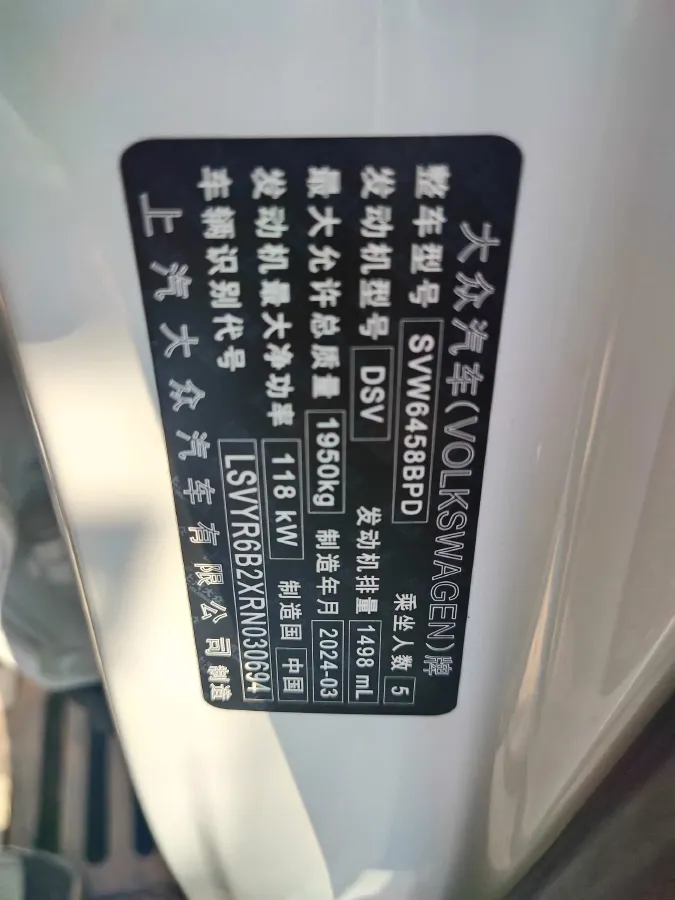 大众汽车(VOLKSWAGEN)牌
整车型号 SVW6458BPD 乘坐人数 5
发动机型号 DSV 发动机排量 1498 mL
最大允许总质量 1950kg 制造年月 2024-03
发动机最大净功率 118 kW 制造国 中国
车辆识别代号 LSVYR6B2XRN030694
上汽大众汽车有限公司制造